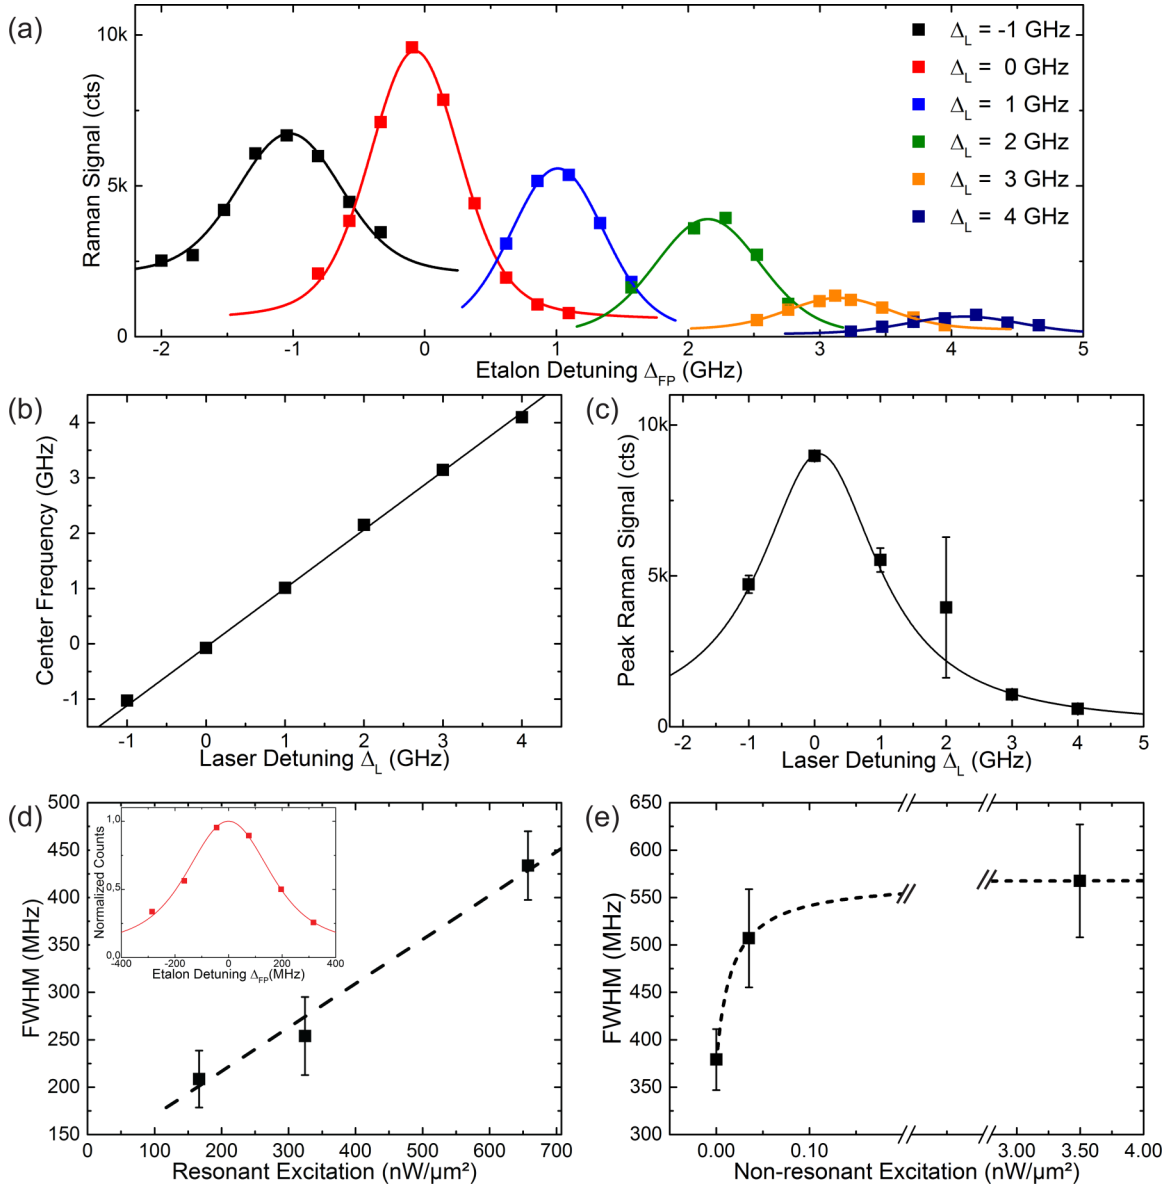 (a)
Raman Signal (cts)
10k
5k
0
-2 -1 0 1 2 3 4 5
Etalon Detuning Δ_FP (GHz)
Δ_L = -1 GHz
Δ_L = 0 GHz
Δ_L = 1 GHz
Δ_L = 2 GHz
Δ_L = 3 GHz
Δ_L = 4 GHz
(b)
Center Frequency (GHz)
4
3
2
1
0
-1
-1 0 1 2 3 4
Laser Detuning Δ_L (GHz)
(c)
Peak Raman Signal (cts)
10k
5k
0
-2 -1 0 1 2 3 4 5
Laser Detuning Δ_L (GHz)
(d)
FWHM (MHz)
500
450
400
350
300
250
200
150
0 100 200 300 400 500 600 700
Resonant Excitation (nW/µm²)
Normalized Counts
1,0
0,5
0,0
-400 -200 0 200 400
Etalon Detuning Δ_FP(MHz)
(e)
FWHM (MHz)
650
600
550
500
450
400
350
300
0.00 0.10 3.00 4.00
Non-resonant Excitation (nW/µm²)